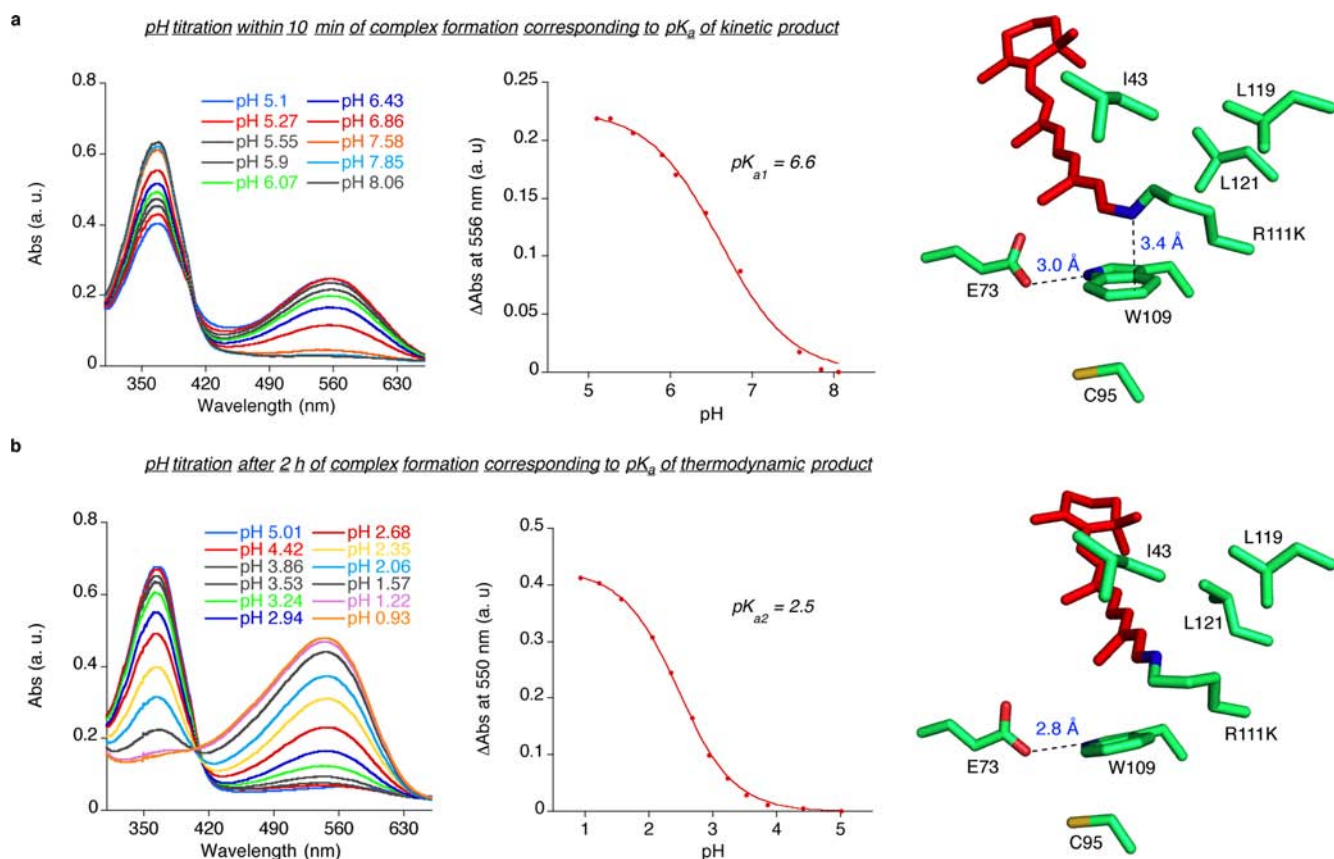 a
pH titration within 10 min of complex formation corresponding to pKa of kinetic product
0.8
0.6
0.4
0.2
0
Abs (a. u.)
pH 5.1
pH 5.27
pH 5.55
pH 5.9
pH 6.07
pH 6.43
pH 6.86
pH 7.58
pH 7.85
pH 8.06
350 420 490 560 630
Wavelength (nm)
0.25
0.2
0.15
0.1
0.05
0
ΔAbs at 556 nm (a. u)
pKa1 = 6.6
5 6 7 8
pH
I43
L119
L121
R111K
3.4 Å
3.0 Å
E73
W109
C95
b
pH titration after 2 h of complex formation corresponding to pKa of thermodynamic product
0.8
0.6
0.4
0.2
0
Abs (a. u.)
pH 5.01
pH 4.42
pH 3.86
pH 3.53
pH 3.24
pH 2.94
pH 2.68
pH 2.35
pH 2.06
pH 1.57
pH 1.22
pH 0.93
350 420 490 560 630
Wavelength (nm)
0.5
0.4
0.3
0.2
0.1
0
ΔAbs at 550 nm (a. u)
pKa2 = 2.5
1 2 3 4 5
pH
I43
L119
L121
R111K
2.8 Å
E73
W109
C95